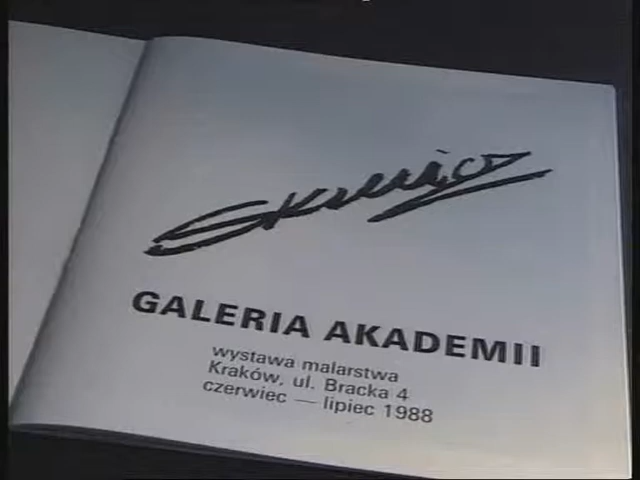 GALERIA AKADEMII
wystawa malarstwa
Kraków, ul. Bracka 4
czerwiec — lipiec 1988